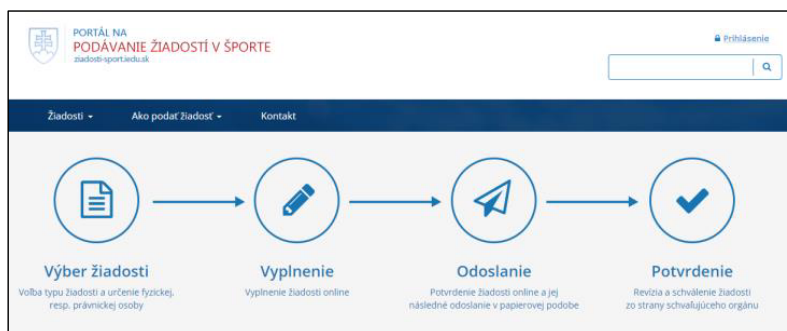 PORTÁL NA
PODÁVANIE ŽIADOSTÍ V ŠPORTE
ziadosti-sport.iedu.sk
Prihlásenie
Žiadosti
Ako podať žiadosť
Kontakt
Výber žiadosti
Voľba typu žiadosti a určenie fyzickej,
resp. právnickej osoby
Vyplnenie
Vyplnenie žiadosti online
Odoslanie
Potvrdenie žiadosti online a jej
následné odoslanie v papierovej podobe
Potvrdenie
Revízia a schválenie žiadosti
zo strany schvaľujúceho orgánu